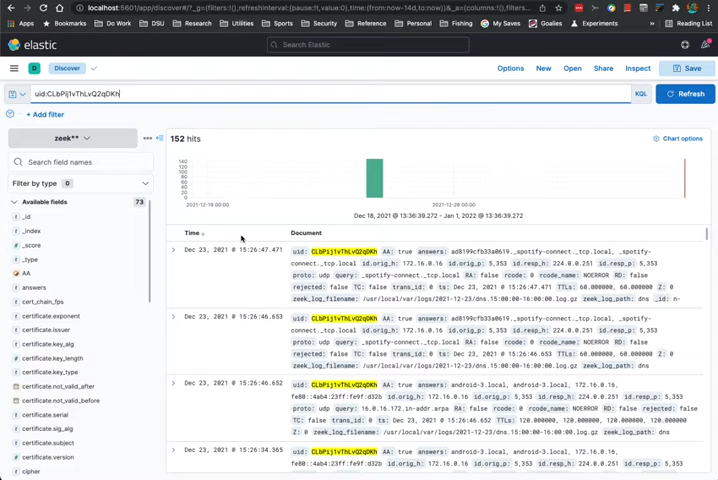 localhost:5601/app/discover#/?_g=(filters:!(),refreshInterval:(pause:!t,value:0),time:(from:now-14d,to:now))&_a=(columns:!(),filters...
Apps Bookmarks Do Work DSU Research Utilities Sports Security Reference Personal Fishing My Saves Goalies Experiments » Reading List
elastic Search Elastic
D Discover Options New Open Share Inspect Save
uid:CLbPij1vThLvQ2qDKh KQL Refresh
+ Add filter
zeek**
152 hits
Chart options
Search field names
Filter by type 0
Available fields 73
_id
_index
_score
_type
AA
answers
cert_chain_fps
certificate.exponent
certificate.issuer
certificate.key_alg
certificate.key_length
certificate.key_type
certificate.not_valid_after
certificate.not_valid_before
certificate.serial
certificate.sig_alg
certificate.subject
certificate.version
cipher
140
120
100
80
60
40
20
0
2021-12-19 00:00 2021-12-28 00:00
Dec 18, 2021 @ 13:36:39.272 - Jan 1, 2022 @ 13:36:39.272
Time Document
Dec 23, 2021 @ 15:26:47.471 uid: CLbPij1vThLvQ2qDKh AA: true answers: ad8199cfb33a0619._spotify-connect._tcp.local, _spotify-
connect._tcp.local id.orig_h: 172.16.0.16 id.orig_p: 5,353 id.resp_h: 224.0.0.251 id.resp_p: 5,353
proto: udp query: _spotify-connect._tcp.local RA: false rcode: 0 rcode_name: NOERROR RD: false
rejected: false TC: false trans_id: 0 ts: Dec 23, 2021 @ 15:26:47.471 TTLs: 60.000000, 60.000000 Z: 0
zeek_log_filename: /usr/local/var/logs/2021-12-23/dns.15:00:00-16:00:00.log.gz zeek_log_path: dns _id: n-
Dec 23, 2021 @ 15:26:46.653 uid: CLbPij1vThLvQ2qDKh AA: true answers: ad8199cfb33a0619._spotify-connect._tcp.local, _spotify-
connect._tcp.local id.orig_h: 172.16.0.16 id.orig_p: 5,353 id.resp_h: 224.0.0.251 id.resp_p: 5,353
proto: udp query: _spotify-connect._tcp.local RA: false rcode: 0 rcode_name: NOERROR RD: false
rejected: false TC: false trans_id: 0 ts: Dec 23, 2021 @ 15:26:46.653 TTLs: 60.000000, 60.000000 Z: 0
zeek_log_filename: /usr/local/var/logs/2021-12-23/dns.15:00:00-16:00:00.log.gz zeek_log_path: dns
Dec 23, 2021 @ 15:26:46.652 uid: CLbPij1vThLvQ2qDKh AA: true answers: android-3.local, android-3.local, 172.16.0.16,
fe80::4ab4:23ff:fe9f:d32b id.orig_h: 172.16.0.16 id.orig_p: 5,353 id.resp_h: 224.0.0.251 id.resp_p: 5,353
proto: udp query: 16.0.16.172.in-addr.arpa RA: false rcode: 0 rcode_name: NOERROR RD: false rejected: false
TC: false trans_id: 0 ts: Dec 23, 2021 @ 15:26:46.652 TTLs: 120.000000, 120.000000, 120.000000, 120.000000
Z: 0 zeek_log_filename: /usr/local/var/logs/2021-12-23/dns.15:00:00-16:00:00.log.gz zeek_log_path: dns
Dec 23, 2021 @ 15:26:34.365 uid: CLbPij1vThLvQ2qDKh AA: true answers: android-3.local, android-3.local, 172.16.0.16,
fe80::4ab4:23ff:fe9f:d32b id.orig_h: 172.16.0.16 id.orig_p: 5,353 id.resp_h: 224.0.0.251 id.resp_p: 5,353